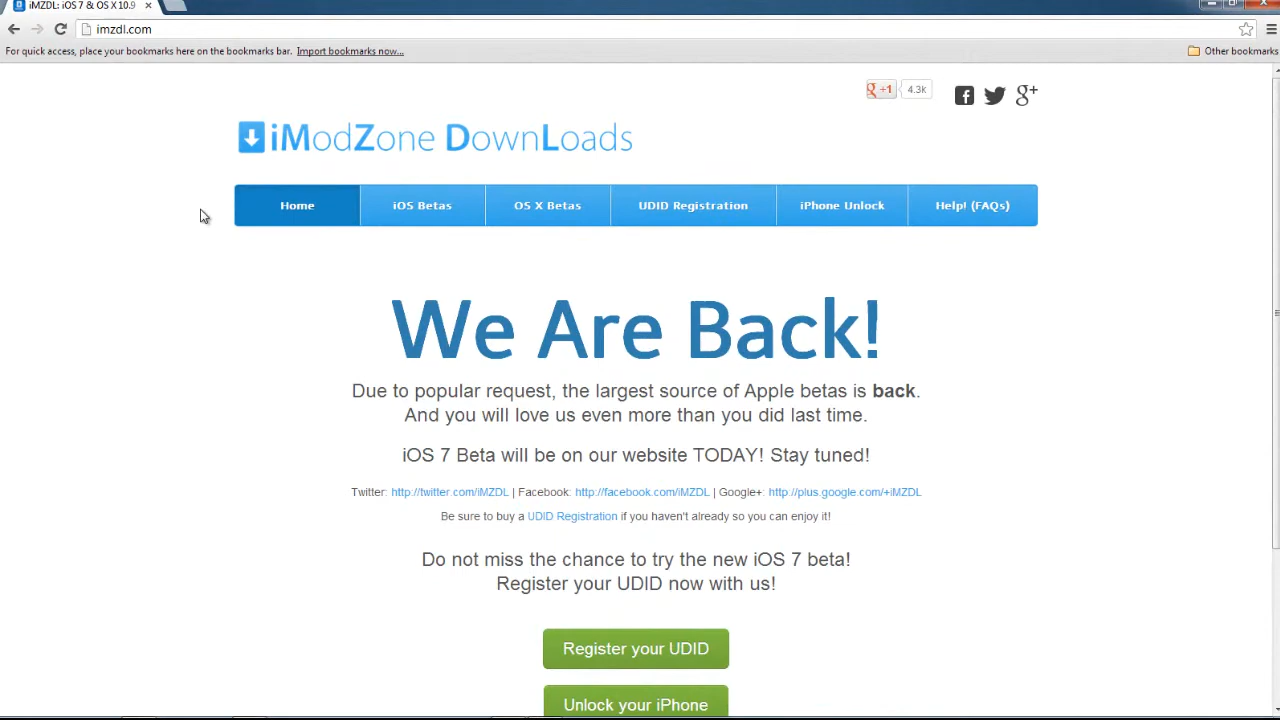 iMZDL: iOS 7 & OS X 10.9
imzdl.com
For quick access, place your bookmarks here on the bookmarks bar. Import bookmarks now...
Other bookmarks
g +1 4.3k
iModZone DownLoads
Home iOS Betas OS X Betas UDID Registration iPhone Unlock Help! (FAQs)
We Are Back!
Due to popular request, the largest source of Apple betas is back.
And you will love us even more than you did last time.
iOS 7 Beta will be on our website TODAY! Stay tuned!
Twitter: http://twitter.com/iMZDL | Facebook: http://facebook.com/iMZDL | Google+: http://plus.google.com/+iMZDL
Be sure to buy a UDID Registration if you haven't already so you can enjoy it!
Do not miss the chance to try the new iOS 7 beta!
Register your UDID now with us!
Register your UDID
Unlock your iPhone